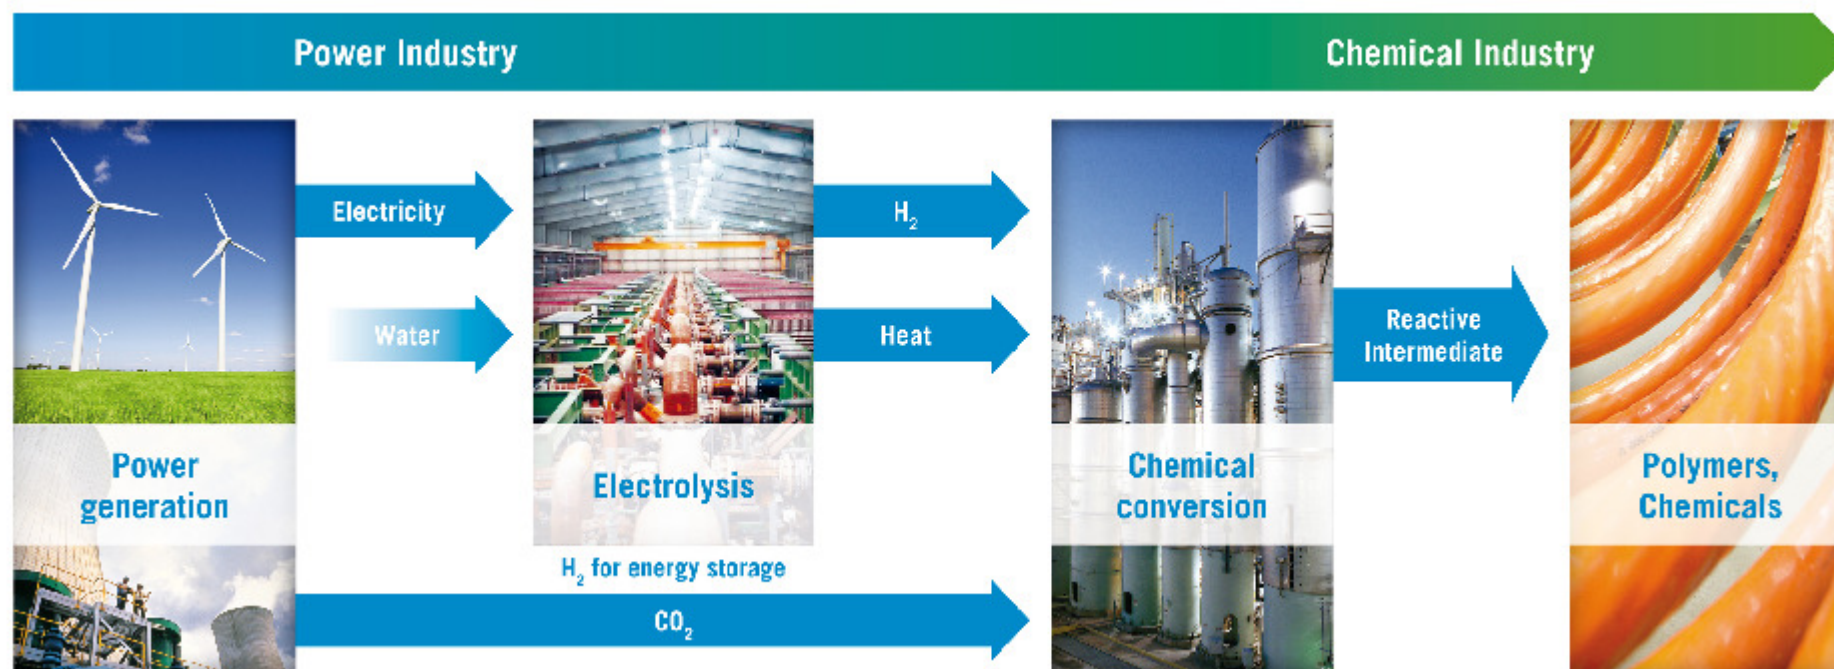 Power Industry
Chemical Industry
Electricity
H₂
Water
Heat
Reactive
Intermediate
Power
generation
Electrolysis
Chemical
conversion
Polymers,
Chemicals
H₂ for energy storage
CO₂